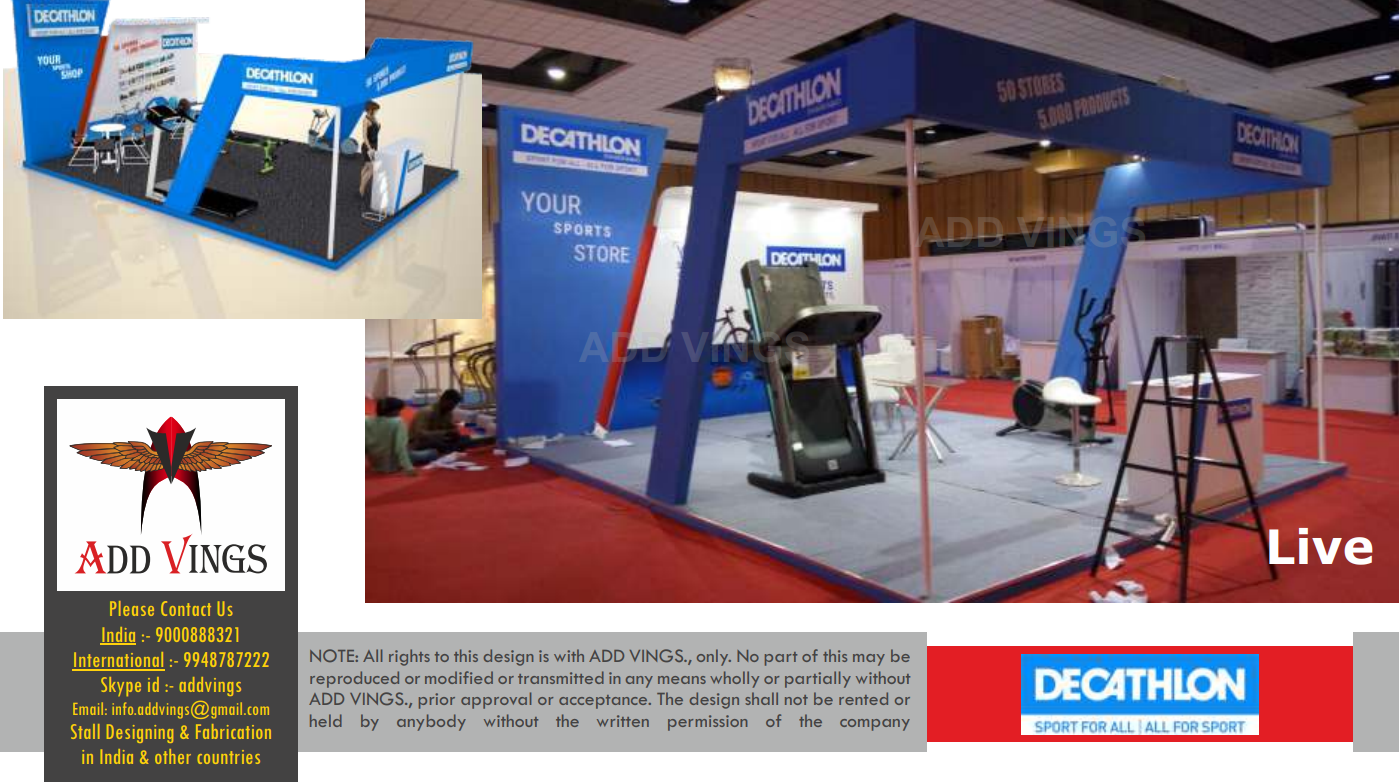 DECATHLON
YOUR
SPORTS
SHOP
DECATHLON
DECATHLON
DECATHLON
SPORT FOR ALL | ALL FOR SPORT
YOUR
SPORTS
STORE
DECATHLON
SPORT FOR ALL | ALL FOR SPORT
50 STORES
5,000 PRODUCTS
DECATHLON
DECATHLON
DECATHLON
ADD VINGS
ADD VINGS
Live
ADD VINGS
Please Contact Us
India :- 9000888321
International :- 9948787222
Skype id :- addvings
Email: info.addvings@gmail.com
Stall Designing & Fabrication
in India & other countries
NOTE: All rights to this design is with ADD VINGS., only. No part of this may be
reproduced or modified or transmitted in any means wholly or partially without
ADD VINGS., prior approval or acceptance. The design shall not be rented or
held by anybody without the written permission of the company
DECATHLON
SPORT FOR ALL | ALL FOR SPORT